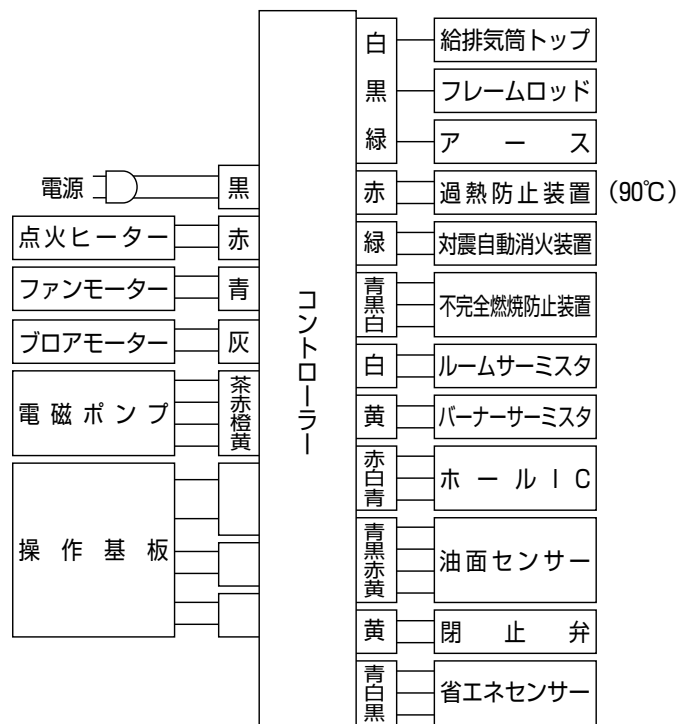 電源
黒
点火ヒーター
赤
ファンモーター
青
ブロアモーター
灰
電磁ポンプ
茶赤橙黄
操作基板
コントローラー
白
給排気筒トップ
黒
フレームロッド
緑
アース
赤
過熱防止装置
(90℃)
緑
対震自動消火装置
青黒白
不完全燃焼防止装置
白
ルームサーミスタ
黄
バーナーサーミスタ
赤白青
ホールIC
青黒赤黄
油面センサー
黄
閉止弁
青白黒
省エネセンサー